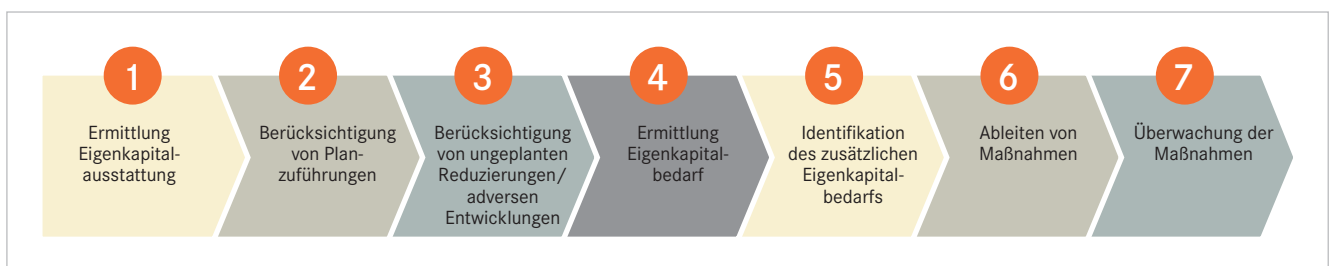 1
Ermittlung
Eigenkapital-
ausstattung
2
Berücksichtigung
von Plan-
zuführungen
3
Berücksichtigung
von ungeplanten
Reduzierungen/
adversen
Entwicklungen
4
Ermittlung
Eigenkapital-
bedarf
5
Identifikation
des zusätzlichen
Eigenkapital-
bedarfs
6
Ableiten von
Maßnahmen
7
Überwachung der
Maßnahmen